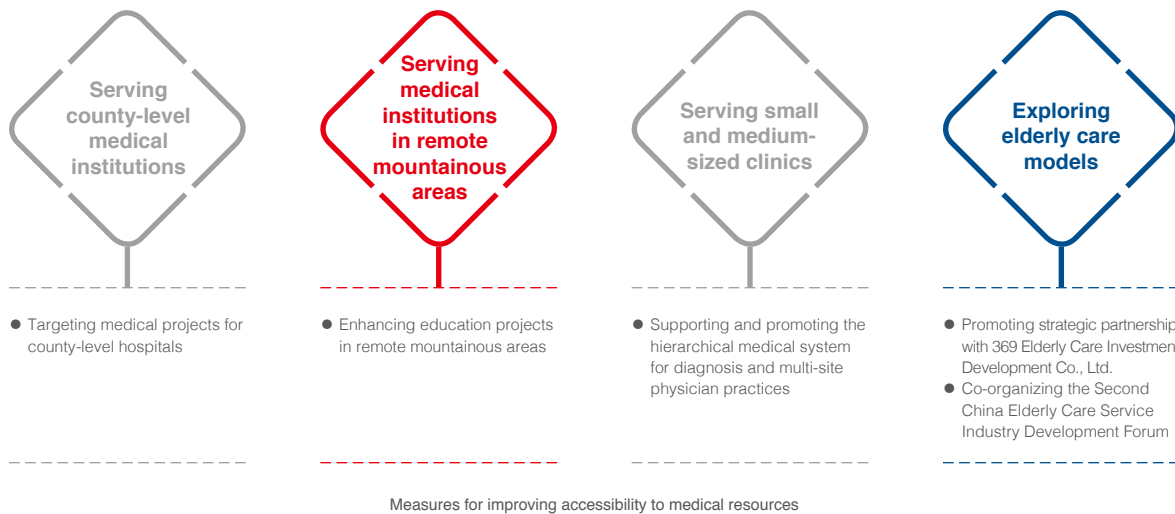 Serving
county-level
medical
institutions
Targeting medical projects for
county-level hospitals
Serving
medical
institutions
in remote
mountainous
areas
Enhancing education projects
in remote mountainous areas
Serving small
and medium-
sized clinics
Supporting and promoting the
hierarchical medical system
for diagnosis and multi-site
physician practices
Exploring
elderly care
models
Promoting strategic partnership
with 369 Elderly Care Investmen
Development Co., Ltd.
Co-organizing the Second
China Elderly Care Service
Industry Development Forum
Measures for improving accessibility to medical resources